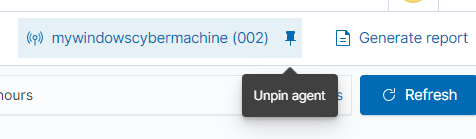 mywindowscybermachine (002)
Generate report
hours
Unpin agent
s
Refresh